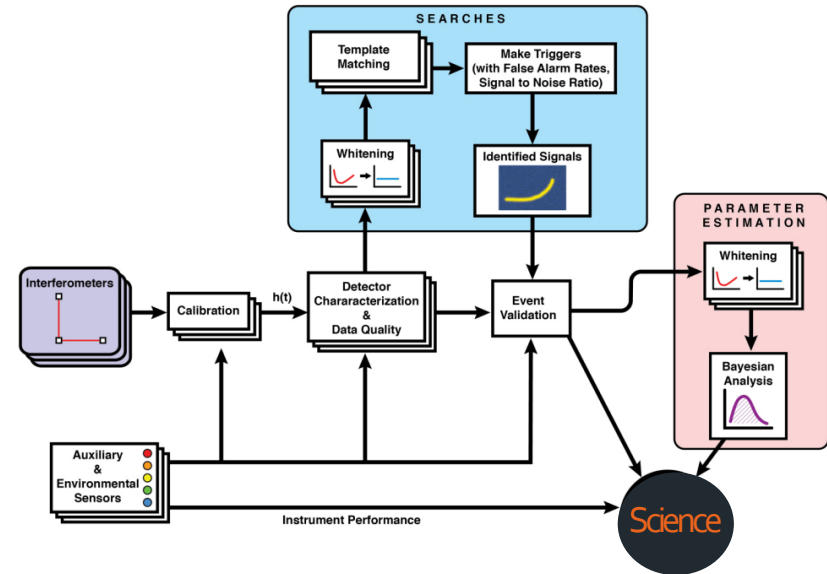 SEARCHES
Template
Matching
Make Triggers
(with False Alarm Rates,
Signal to Noise Ratio)
Whitening
Identified Signals
PARAMETER
ESTIMATION
Whitening
Interferometers
Calibration
h(t)
Detector
Chararacterization
&
Data Quality
Event
Validation
Bayesian
Analysis
Auxiliary
&
Environmental
Sensors
Instrument Performance
Science